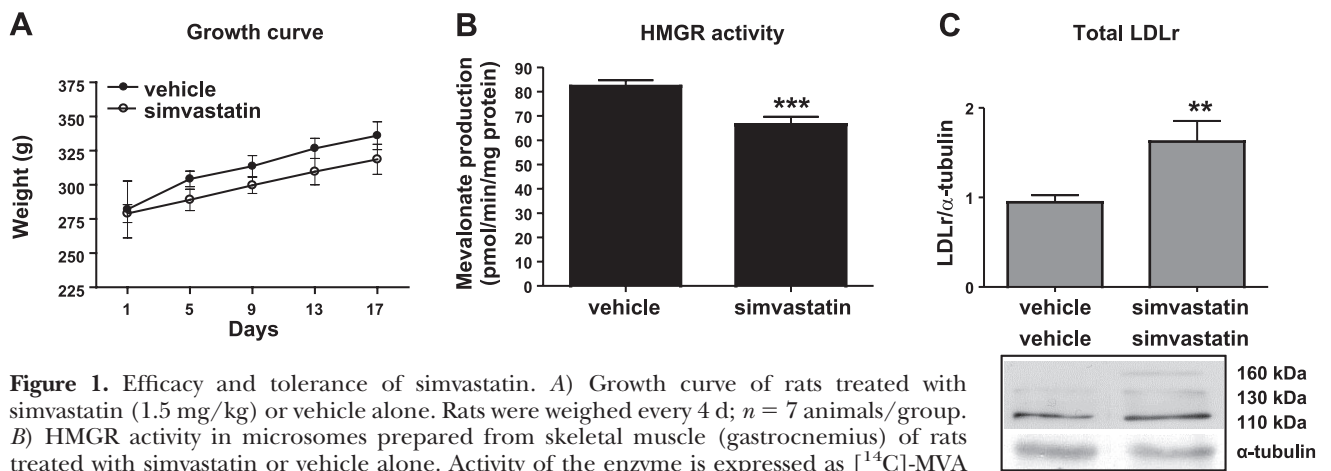 A
Growth curve
375
350
325
300
275
250
225
Weight (g)
vehicle
simvastatin
1 5 9 13 17
Days
B
HMGR activity
Mevalonate production
(pmol/min/mg protein)
90
80
70
60
50
40
30
20
10
0
***
vehicle simvastatin
C
Total LDLr
LDLr/α-tubulin
2
1
0
**
vehicle simvastatin
vehicle simvastatin
160 kDa
130 kDa
110 kDa
α-tubulin
Figure 1. Efficacy and tolerance of simvastatin. A) Growth curve of rats treated with
simvastatin (1.5 mg/kg) or vehicle alone. Rats were weighed every 4 d; n = 7 animals/group.
B) HMGR activity in microsomes prepared from skeletal muscle (gastrocnemius) of rats
treated with simvastatin or vehicle alone. Activity of the enzyme is expressed as [¹⁴C]-MVA